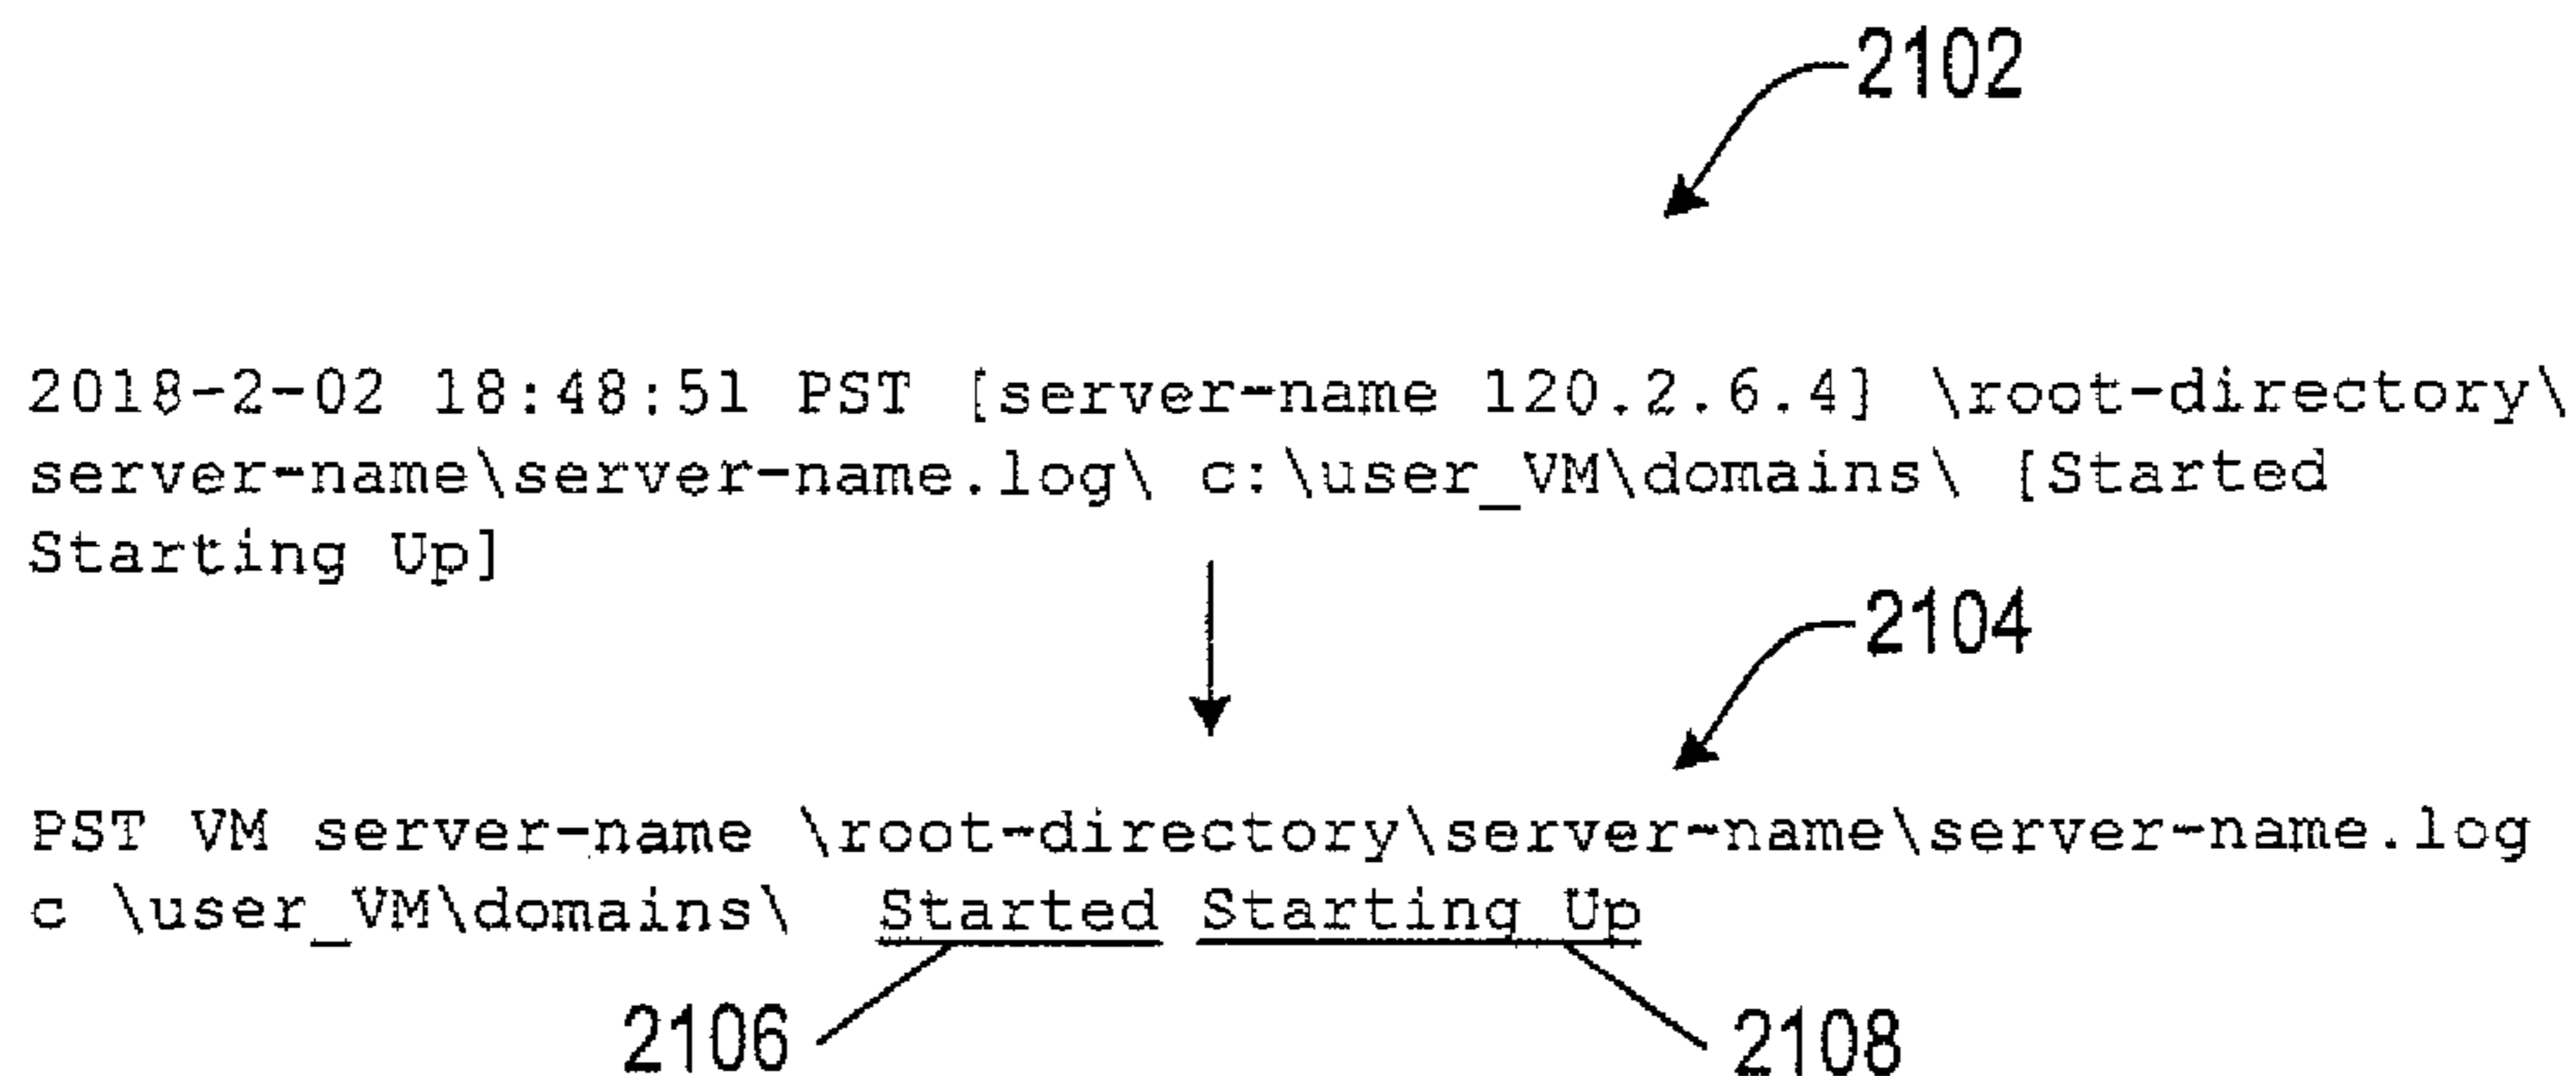 2102
2018-2-02 18:48:51 PST [server-name 120.2.6.4] \root-directory\
server-name\server-name.log\ c:\user_VM\domains\ [Started
Starting Up]
2104
PST VM server-name \root-directory\server-name\server-name.log
c \user_VM\domains\ Started Starting Up
2106
2108